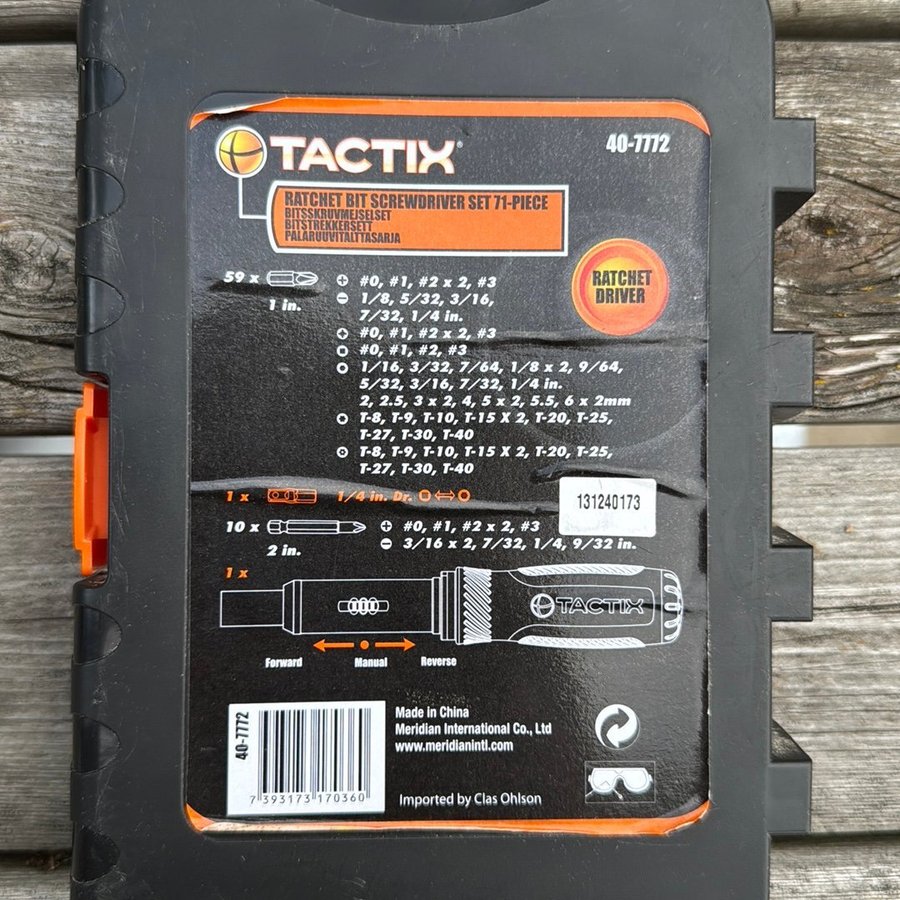 TACTIX®
40-7772
RATCHET BIT SCREWDRIVER SET 71-PIECE
BITSSKRUVMEJSELSET
BITSTREKKERSETT
PALARUUVITALTTASARJA
RATCHET
DRIVER
59 x
1 in.
#0, #1, #2 x 2, #3
1/8, 5/32, 3/16,
7/32, 1/4 in.
#0, #1, #2 x 2, #3
#0, #1, #2, #3
1/16, 3/32, 7/64, 1/8 x 2, 9/64,
5/32, 3/16, 7/32, 1/4 in.
2, 2.5, 3 x 2, 4, 5 x 2, 5.5, 6 x 2mm
T-8, T-9, T-10, T-15 X 2, T-20, T-25,
T-27, T-30, T-40
T-8, T-9, T-10, T-15 X 2, T-20, T-25,
T-27, T-30, T-40
1 x 1/4 in. Dr.
131240173
10 x #0, #1, #2 x 2, #3
2 in. 3/16 x 2, 7/32, 1/4, 9/32 in.
1 x
TACTIX
Forward Manual Reverse
40-7772
7 393173 170360
Made in China
Meridian International Co., Ltd
www.meridianintl.com
Imported by Clas Ohlson